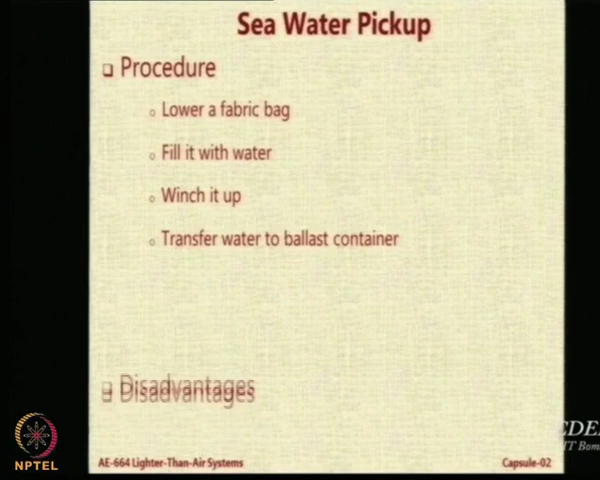 Sea Water Pickup
Procedure
Lower a fabric bag
Fill it with water
Winch it up
Transfer water to ballast container
Disadvantages
NPTEL
AE-664 Lighter-Than-Air Systems
Capsule-02